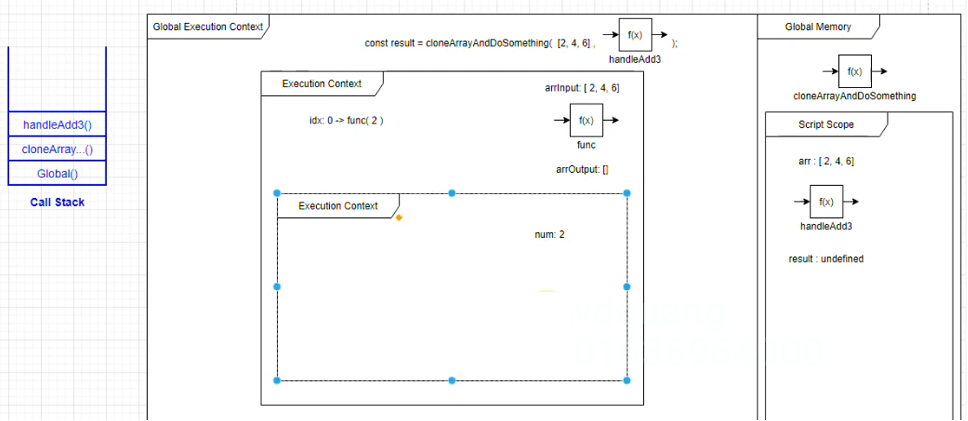 Global Execution Context
const result = cloneArrayAndDoSomething( [2, 4, 6] , f(x) );
handleAdd3
Execution Context
arrInput: [ 2, 4, 6]
idx: 0 -> func( 2 )
f(x)
func
arrOutput: []
Execution Context
num: 2
handleAdd3()
cloneArray...()
Global()
Call Stack
Global Memory
f(x)
cloneArrayAndDoSomething
Script Scope
arr : [ 2, 4, 6]
f(x)
handleAdd3
result : undefined